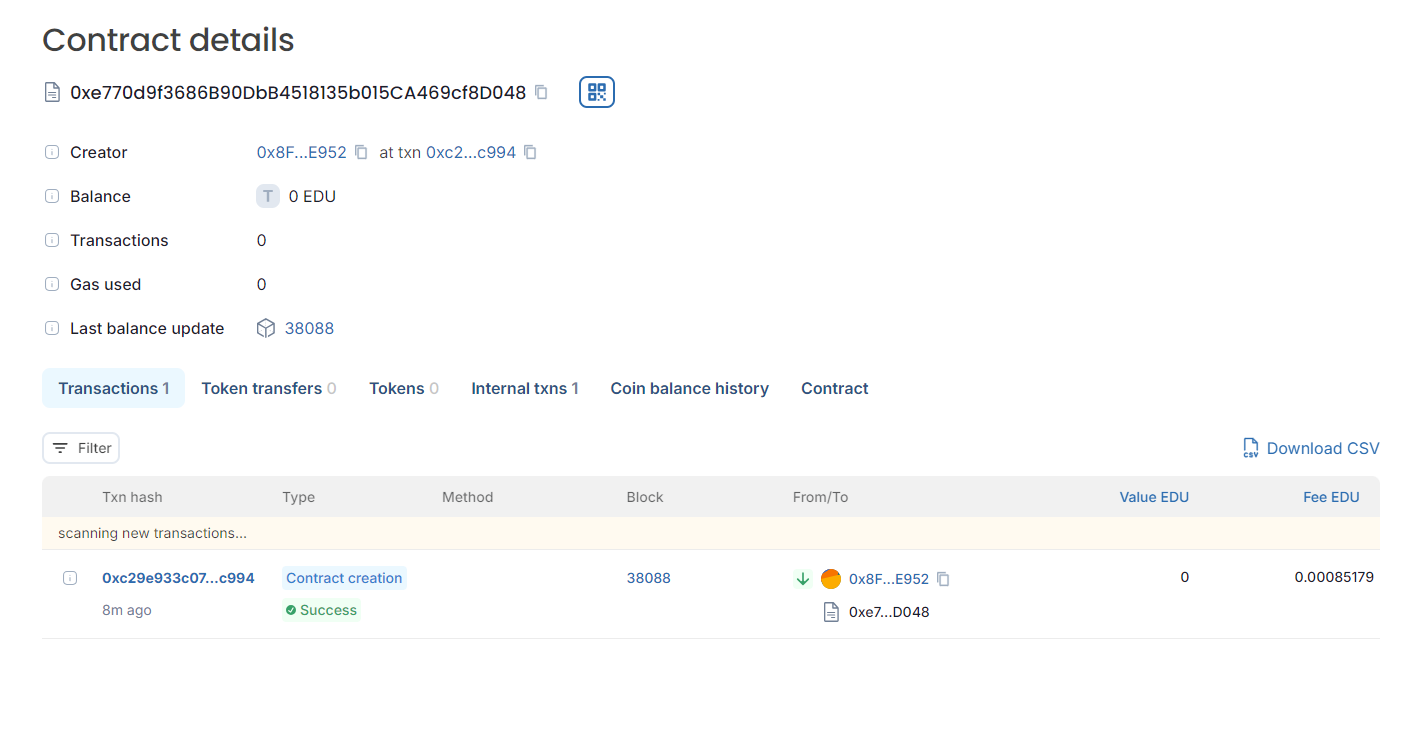 Contract details
0xe770d9f3686B90DbB4518135b015CA469cf8D048
Creator 0x8F...E952 at txn 0xc2...c994
Balance T 0 EDU
Transactions 0
Gas used 0
Last balance update 38088
Transactions 1 Token transfers 0 Tokens 0 Internal txns 1 Coin balance history Contract
Filter CSV Download CSV
Txn hash Type Method Block From/To Value EDU Fee EDU
scanning new transactions...
0xc29e933c07...c994 Contract creation 38088 0x8F...E952 0 0.00085179
8m ago Success 0xe7...D048